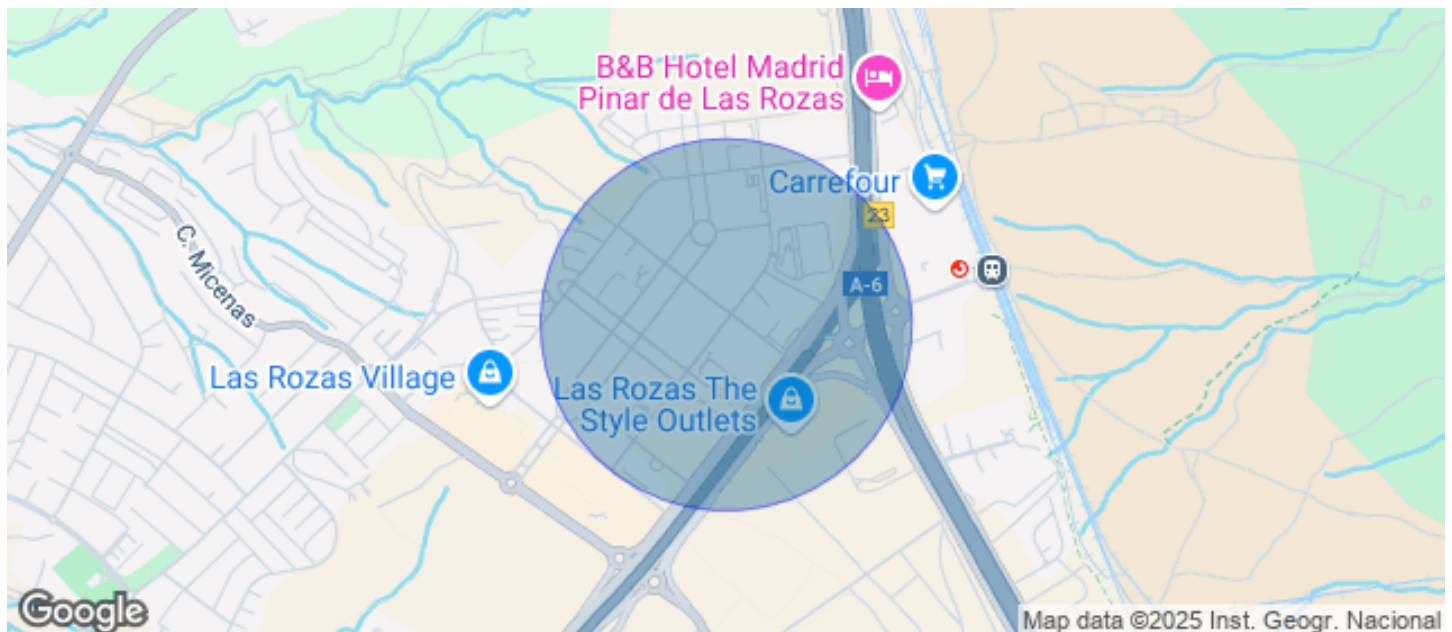 B&B Hotel Madrid
Pinar de Las Rozas
Carrefour
23
C. Micenas
A-6
Las Rozas Village
Las Rozas The
Style Outlets
Google
Map data ©2025 Inst. Geogr. Nacional